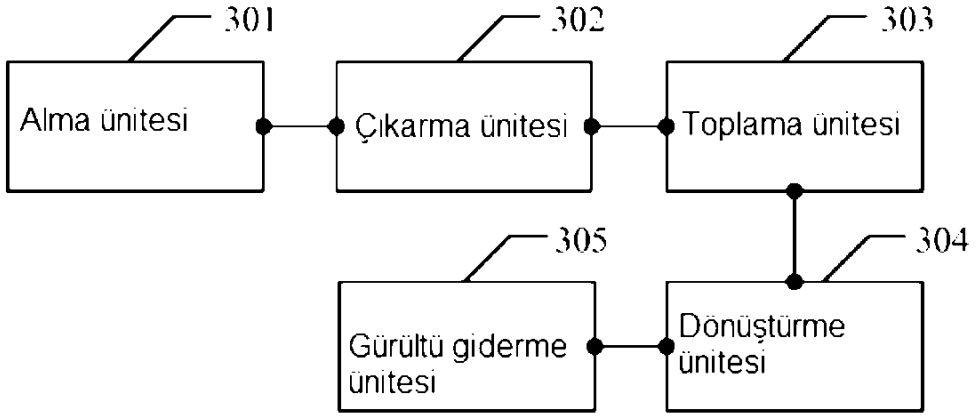 301
302
303
Alma ünitesi
Çıkarma ünitesi
Toplama ünitesi
305
304
Gürültü giderme
ünitesi
Dönüştürme
ünitesi